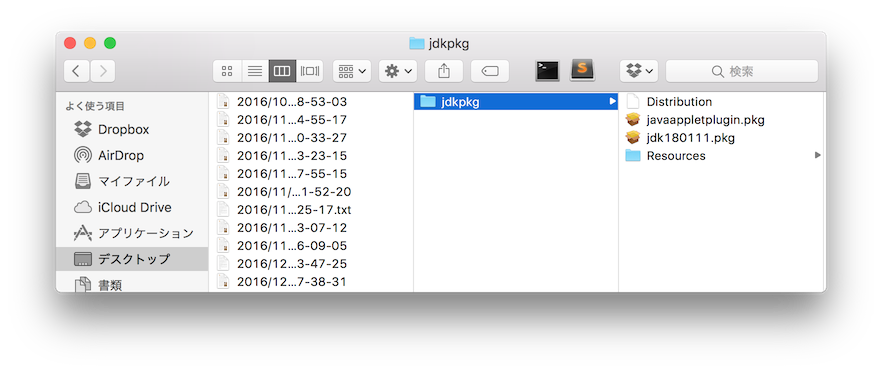 jdkpkg
検索
よく使う項目
Dropbox
AirDrop
マイファイル
iCloud Drive
アプリケーション
デスクトップ
書類
2016/10...8-53-03
2016/11...4-55-17
2016/11...0-33-27
2016/11...3-23-15
2016/11...7-55-15
2016/11/...1-52-20
2016/11...25-17.txt
2016/11...3-07-12
2016/11...6-09-05
2016/12...3-47-25
2016/12...7-38-31
jdkpkg
Distribution
javaappletplugin.pkg
jdk180111.pkg
Resources